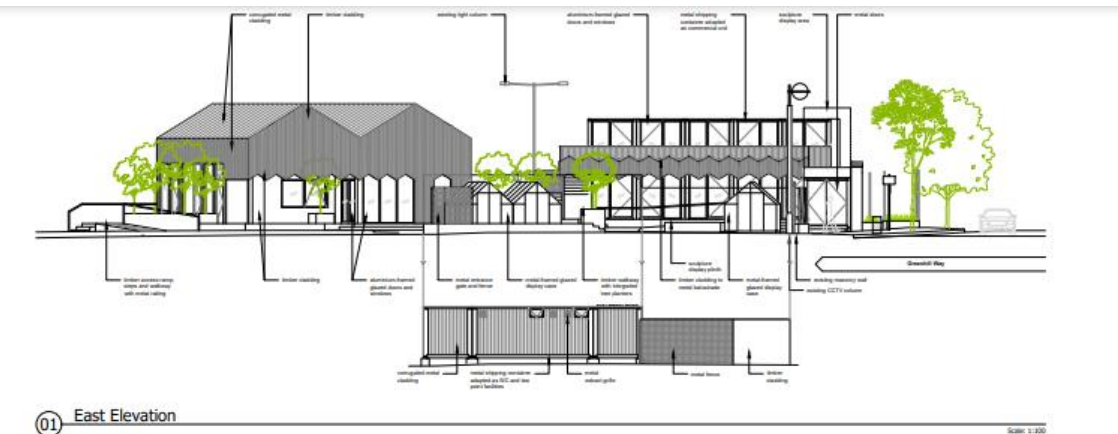 corrugated metal
cladding
timber cladding
existing light column
aluminium framed glazed
doors and windows
metal shipping
container adapted
as commercial unit
sculpture
display area
metal doors
timber access ramp
steps and walkway
with metal railing
timber cladding
aluminium framed
glazed doors and
windows
metal entrance
gate and fence
metal framed glazed
display case
timber walkway
with integrated
tree planters
timber cladding to
metal balustrade
sculpture
display plinth
metal framed
glazed display
case
existing masonry wall
existing CCTV column
Greenhill Way
corrugated metal
cladding
metal shipping container
adapted as WC and tea
point facilities
metal
extract grille
metal fence
timber
cladding
01 East Elevation
Scale: 1:100